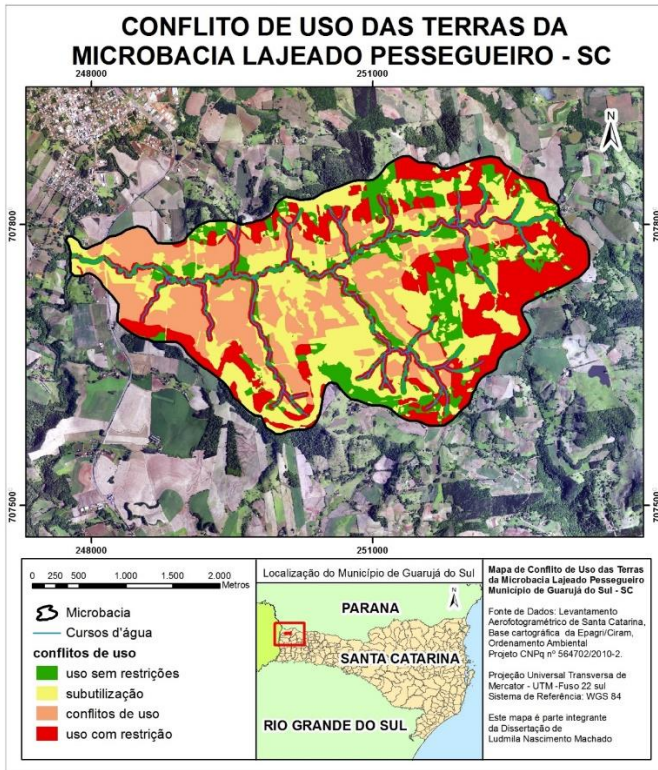 CONFLITO DE USO DAS TERRAS DA
MICROBACIA LAJEADO PESSEGUEIRO - SC
248000
251000
N
707800
707800
707500
707500
248000
251000
0 250 500 1.000 1.500 2.000
Metros
Microbacia
Cursos d'água
conflitos de uso
uso sem restrições
subutilização
conflitos de uso
uso com restrição
Localização do Município de Guarujá do Sul
N
PARANA
SANTA CATARINA
RIO GRANDE DO SUL
Mapa de Conflito de Uso das Terras
da Microbacia Lajeado Pessegueiro
Município de Guarujá do Sul - SC
Fonte de Dados: Levantamento
Aerofotogramétrico de Santa Catarina,
Base cartográfica da Epagri/Ciram,
Ordenamento Ambiental
Projeto CNPq nº 564702/2010-2.
Projeção Universal Transversa de
Mercator - UTM -Fuso 22 sul
Sistema de Referência: WGS 84
Este mapa é parte integrante
da Dissertação de
Ludmila Nascimento Machado